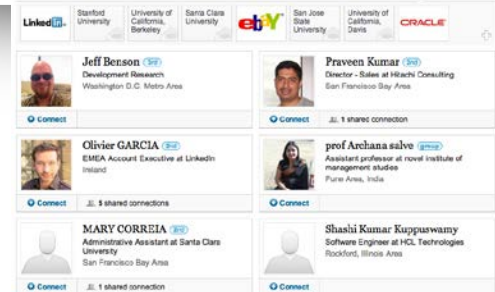 LinkedIn
Stanford
University
University of
California,
Berkeley
Santa Clara
University
ebY
San Jose
State
University
University of
California,
Davis
ORACLE
Jeff Benson 3rd
Development Research
Washington D.C. Metro Area
Connect
Praveen Kumar 3rd
Director - Sales at Hitachi Consulting
San Francisco Bay Area
Connect 1 shared connection
Olivier GARCIA
EMEA Account Executive at LinkedIn
Ireland
Connect 5 shared connections
prof Archana salve group
Assistant professor at novel institute of
management studies
Pune Area, India
Connect
MARY CORREIA
Administrative Assistant at Santa Clara
University
San Francisco Bay Area
Connect 1 shared connection
Shashi Kumar Kuppuswamy
Software Engineer at HCL Technologies
Rockford, Illinois Area
Connect